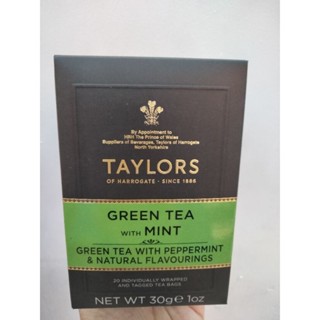 By Appointment to
HRH The Prince of Wales
Suppliers of Beverages, Taylors of Harrogate
North Yorkshire
TAYLORS
OF HARROGATE · SINCE 1886
GREEN TEA
WITH MINT
GREEN TEA WITH PEPPERMINT
& NATURAL FLAVOURINGS
20 INDIVIDUALLY WRAPPED
AND TAGGED TEA BAGS
NET WT 30g ℮ 1oz